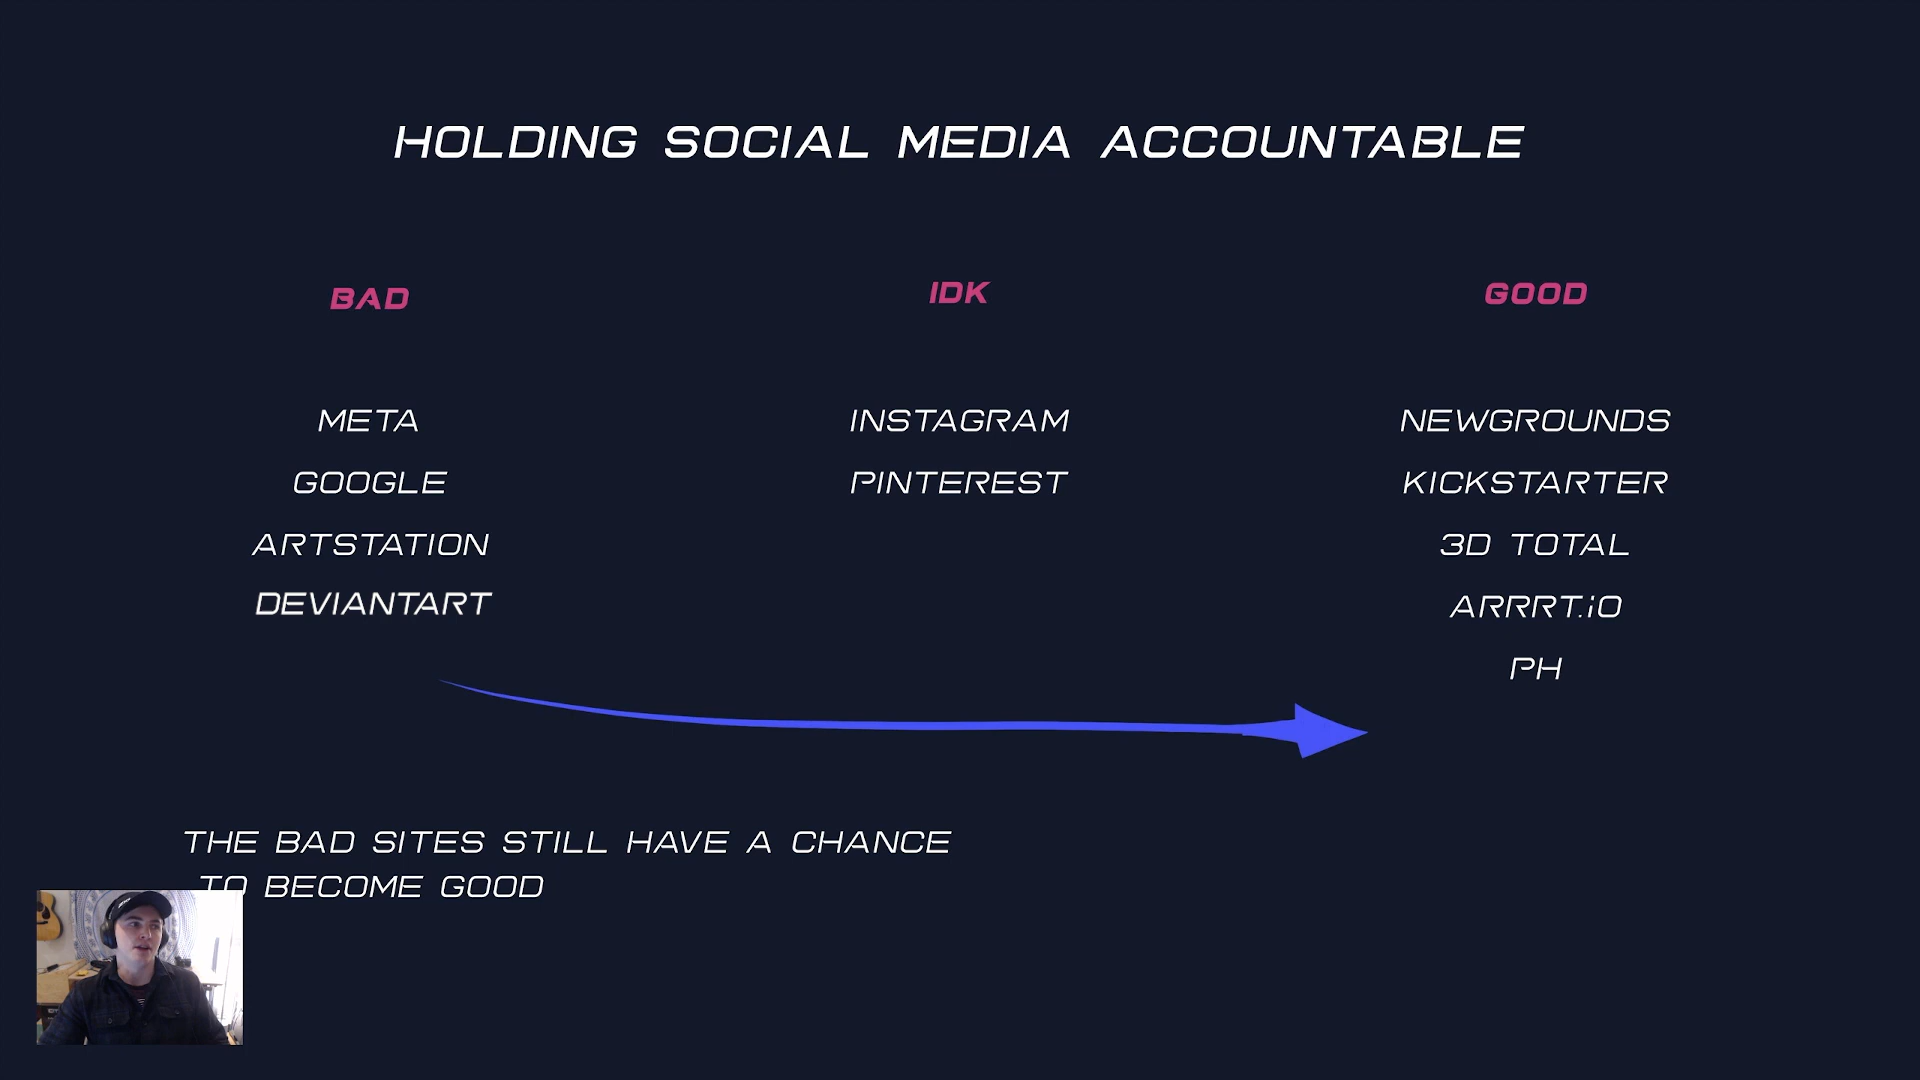 HOLDING SOCIAL MEDIA ACCOUNTABLE
BAD
META
GOOGLE
ARTSTATION
DEVIANTART
IDK
INSTAGRAM
PINTEREST
GOOD
NEWGROUNDS
KICKSTARTER
3D TOTAL
ARRRT.iO
PH
THE BAD SITES STILL HAVE A CHANCE
TO BECOME GOOD